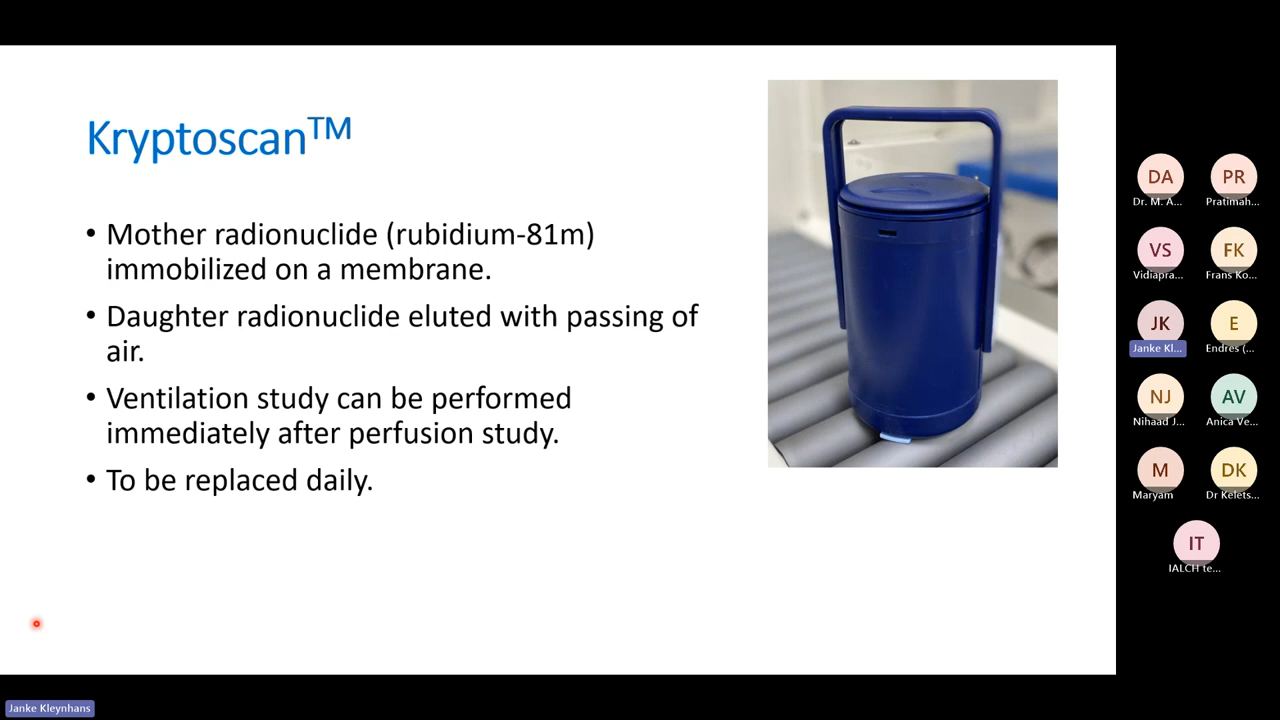 Kryptoscan™
• Mother radionuclide (rubidium-81m)
immobilized on a membrane.
• Daughter radionuclide eluted with passing of
air.
• Ventilation study can be performed
immediately after perfusion study.
• To be replaced daily.
DA
Dr. M. A...
PR
Pratimah...
VS
Vidiapra...
FK
Frans Ko...
JK
Janke Kl...
E
Endres (...
NJ
Nihaad J...
AV
Anica Ve...
M
Maryam
DK
Dr Kelets...
IT
IALCH te...
Janke Kleynhans